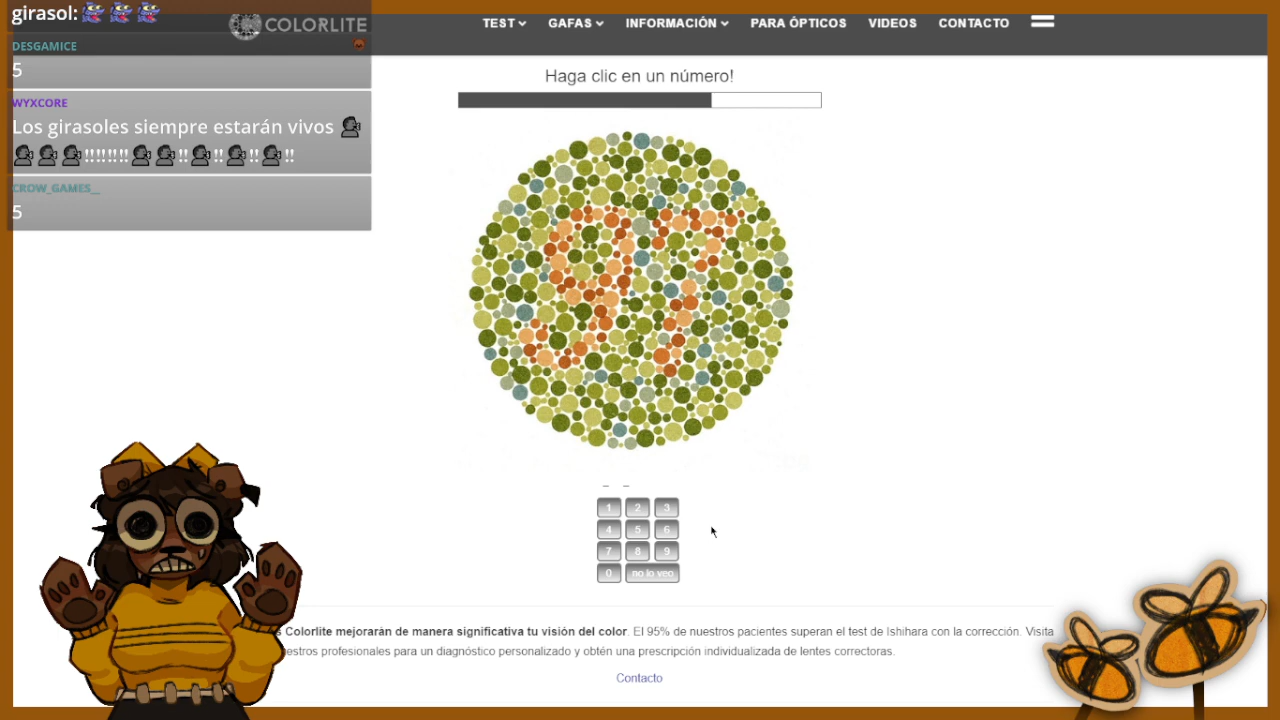 girasol:
DESGAMICE
5
WYXCORE
Los girasoles siempre estarán vivos
!!!!!!!! !! !! !! !!
CROW_GAMES__
5
COLORLITE
TEST GAFAS INFORMACIÓN PARA ÓPTICOS VIDEOS CONTACTO
Haga clic en un número!
97
_ _
1 2 3
4 5 6
7 8 9
0 no lo veo
s Colorlite mejorarán de manera significativa tu visión del color. El 95% de nuestros pacientes superan el test de Ishihara con la corrección. Visita
estros profesionales para un diagnóstico personalizado y obtén una prescripción individualizada de lentes correctoras.
Contacto